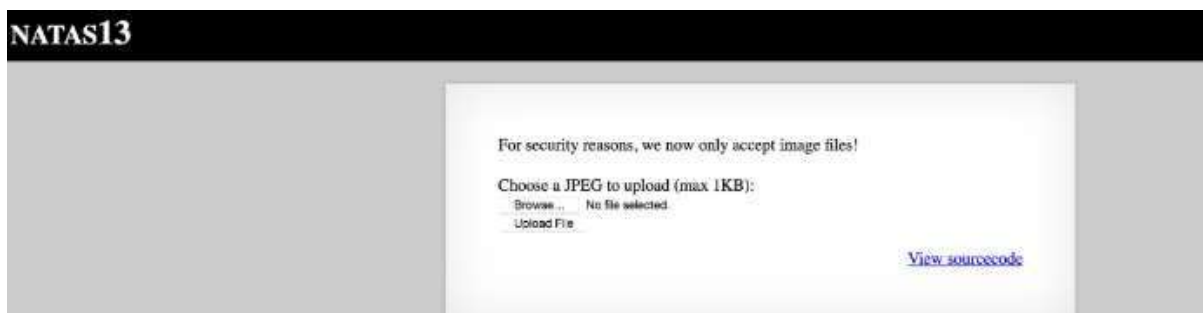 NATAS13
For security reasons, we now only accept image files!
Choose a JPEG to upload (max 1KB):
Browse... No file selected.
Upload File
View sourcecode